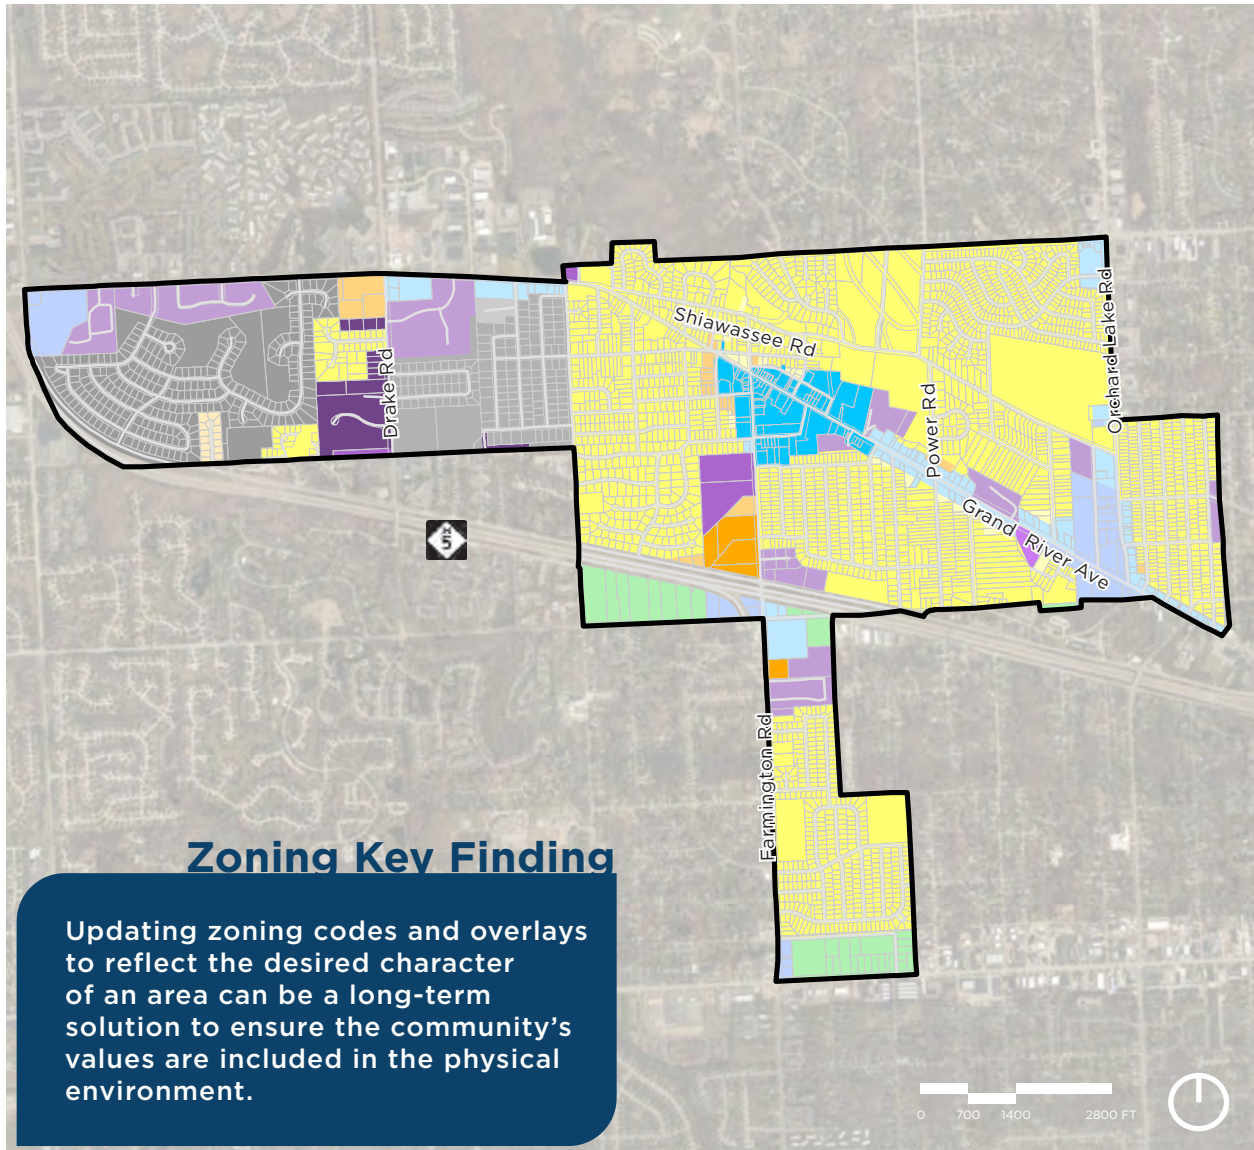 Shiawassee Rd
Orchard Lake Rd
Drake Rd
Power Rd
Grand River Ave
M
5
Farmington Rd
Zoning Key Finding
Updating zoning codes and overlays
to reflect the desired character
of an area can be a long-term
solution to ensure the community's
values are included in the physical
environment.
0 700 1400 2800 FT